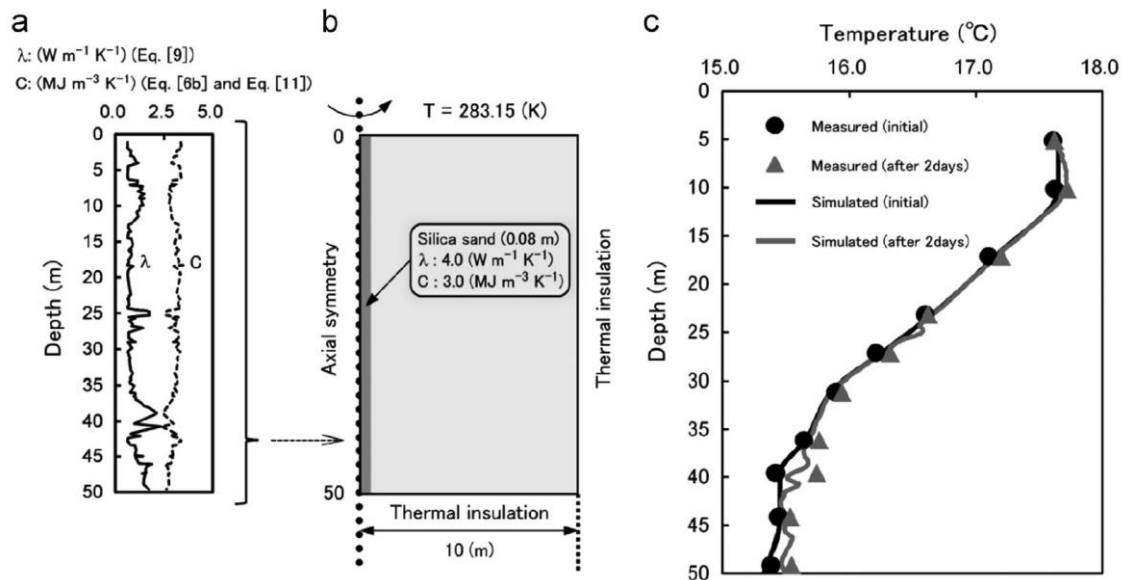 a
λ: (W m⁻¹ K⁻¹) (Eq. [9])
C: (MJ m⁻³ K⁻¹) (Eq. [6b] and Eq. [11])
0.0 2.5 5.0
0
5
10
15
20
25
30
35
40
45
50
Depth (m)
λ
C
b
T = 283.15 (K)
0
50
Axial symmetry
Silica sand (0.08 m)
λ : 4.0 (W m⁻¹ K⁻¹)
C : 3.0 (MJ m⁻³ K⁻¹)
Thermal insulation
Thermal insulation
10 (m)
c
Temperature (°C)
15.0 16.0 17.0 18.0
0
5
10
15
20
25
30
35
40
45
50
Depth (m)
Measured (initial)
Measured (after 2days)
Simulated (initial)
Simulated (after 2days)